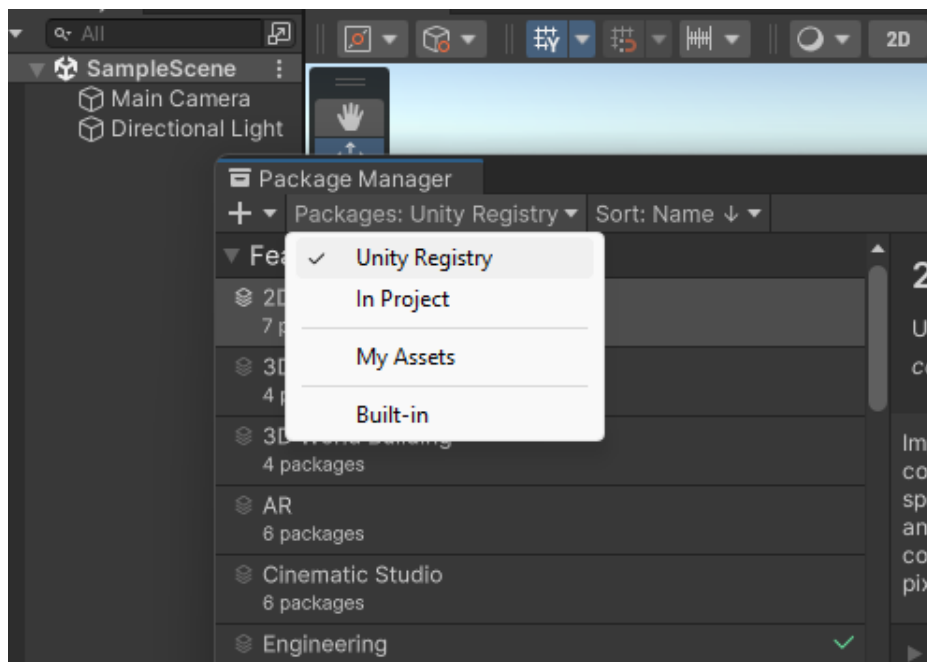 All
2D
SampleScene
Main Camera
Directional Light
Package Manager
Packages: Unity Registry
Sort: Name
Unity Registry
In Project
My Assets
Built-in
4 packages
AR
6 packages
Cinematic Studio
6 packages
Engineering